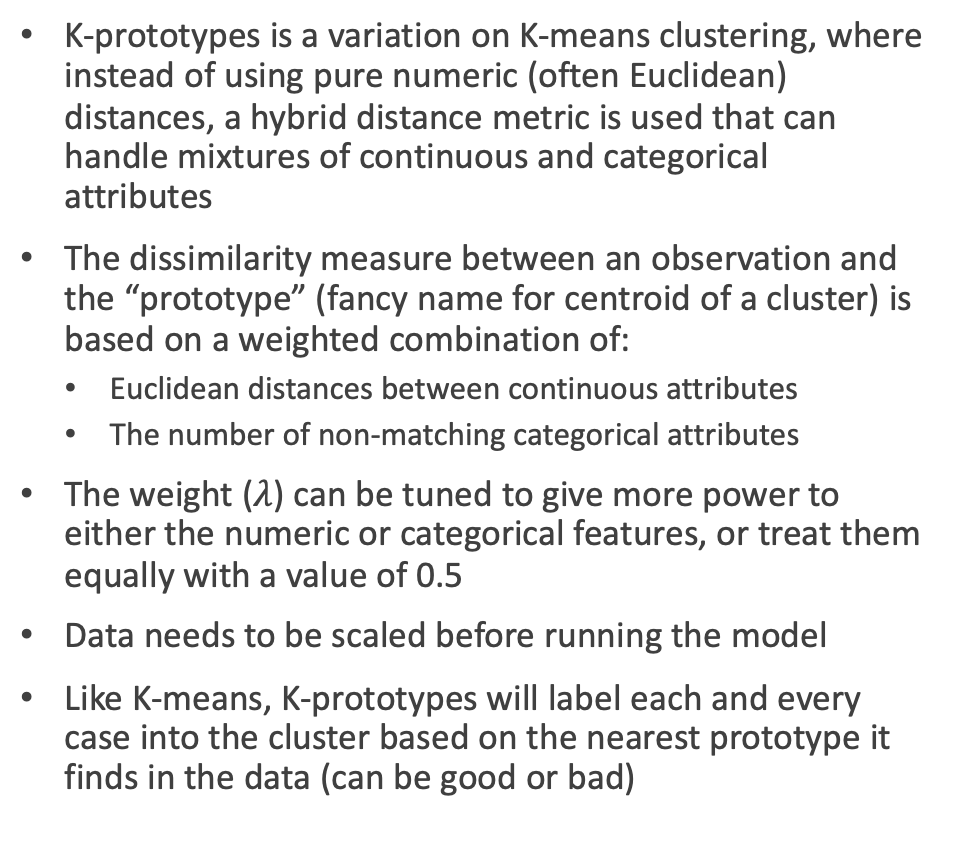 • K-prototypes is a variation on K-means clustering, where
instead of using pure numeric (often Euclidean)
distances, a hybrid distance metric is used that can
handle mixtures of continuous and categorical
attributes
• The dissimilarity measure between an observation and
the “prototype” (fancy name for centroid of a cluster) is
based on a weighted combination of:
• Euclidean distances between continuous attributes
• The number of non-matching categorical attributes
• The weight (𝜆) can be tuned to give more power to
either the numeric or categorical features, or treat them
equally with a value of 0.5
• Data needs to be scaled before running the model
• Like K-means, K-prototypes will label each and every
case into the cluster based on the nearest prototype it
finds in the data (can be good or bad)